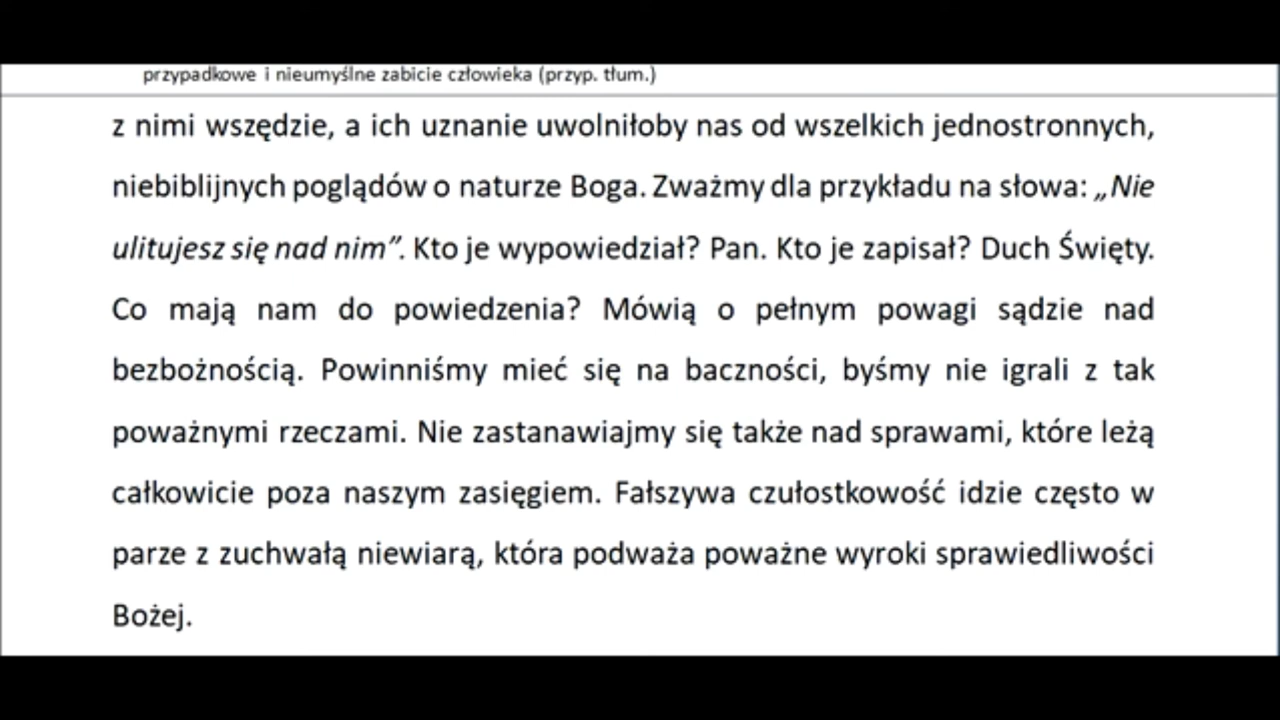 przypadkowe i nieumyślne zabicie człowieka (przyp. tłum.)
z nimi wszędzie, a ich uznanie uwolniłoby nas od wszelkich jednostronnych,
niebiblijnych poglądów o naturze Boga. Zważmy dla przykładu na słowa: „Nie
ulitujesz się nad nim”. Kto je wypowiedział? Pan. Kto je zapisał? Duch Święty.
Co mają nam do powiedzenia? Mówią o pełnym powagi sądzie nad
bezbożnością. Powinniśmy mieć się na baczności, byśmy nie igrali z tak
poważnymi rzeczami. Nie zastanawiajmy się także nad sprawami, które leżą
całkowicie poza naszym zasięgiem. Fałszywa czułostkowość idzie często w
parze z zuchwałą niewiarą, która podważa poważne wyroki sprawiedliwości
Bożej.